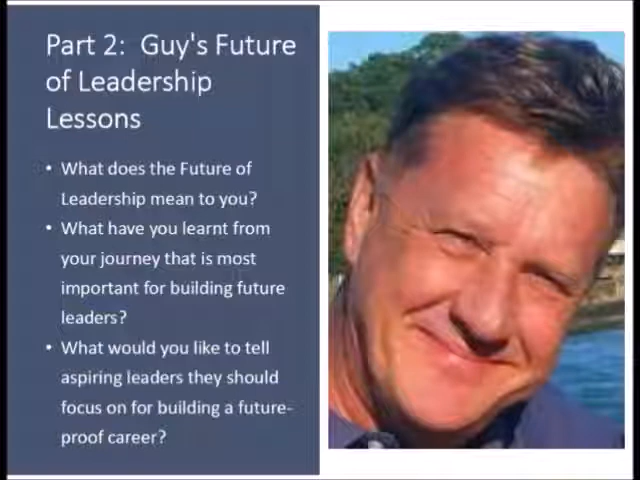 Part 2:  Guy's Future
of Leadership
Lessons
• What does the Future of
Leadership mean to you?
• What have you learnt from
your journey that is most
important for building future
leaders?
• What would you like to tell
aspiring leaders they should
focus on for building a future-
proof career?